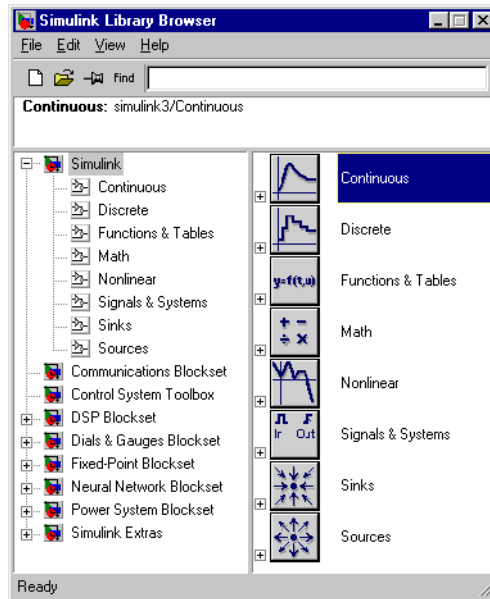 Simulink Library Browser
File Edit View Help
Find
Continuous: simulink3/Continuous
Simulink
Continuous
Discrete
Functions & Tables
Math
Nonlinear
Signals & Systems
Sinks
Sources
Communications Blockset
Control System Toolbox
DSP Blockset
Dials & Gauges Blockset
Fixed-Point Blockset
Neural Network Blockset
Power System Blockset
Simulink Extras
Continuous
Discrete
y=f(t,u) Functions & Tables
+ −
÷ × Math
Nonlinear
In Out Signals & Systems
Sinks
Sources
Ready